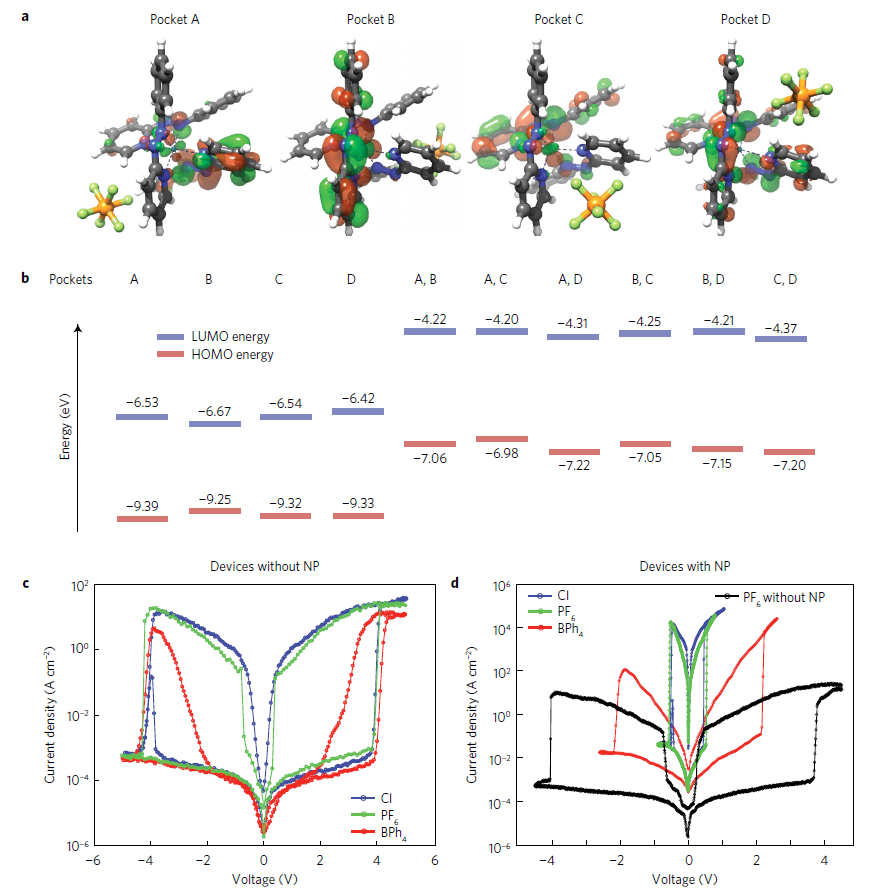 a
Pocket A Pocket B Pocket C Pocket D
b Pockets A B C D A, B A, C A, D B, C B, D C, D
−4.22 −4.20 −4.31 −4.25 −4.21 −4.37
LUMO energy
HOMO energy
−6.53 −6.67 −6.54 −6.42
Energy (eV)
−7.06 −6.98 −7.22 −7.05 −7.15 −7.20
−9.39 −9.25 −9.32 −9.33
c Devices without NP
10² 10⁰ 10⁻² 10⁻⁴ 10⁻⁶
Current density (A cm⁻²)
Cl
PF₆
BPh₄
−6 −4 −2 0 2 4 6
Voltage (V)
d Devices with NP
10⁶ 10⁴ 10² 10⁰ 10⁻² 10⁻⁴ 10⁻⁶
Current density (A cm⁻²)
Cl
PF₆
BPh₄
PF₆ without NP
−4 −2 0 2 4
Voltage (V)